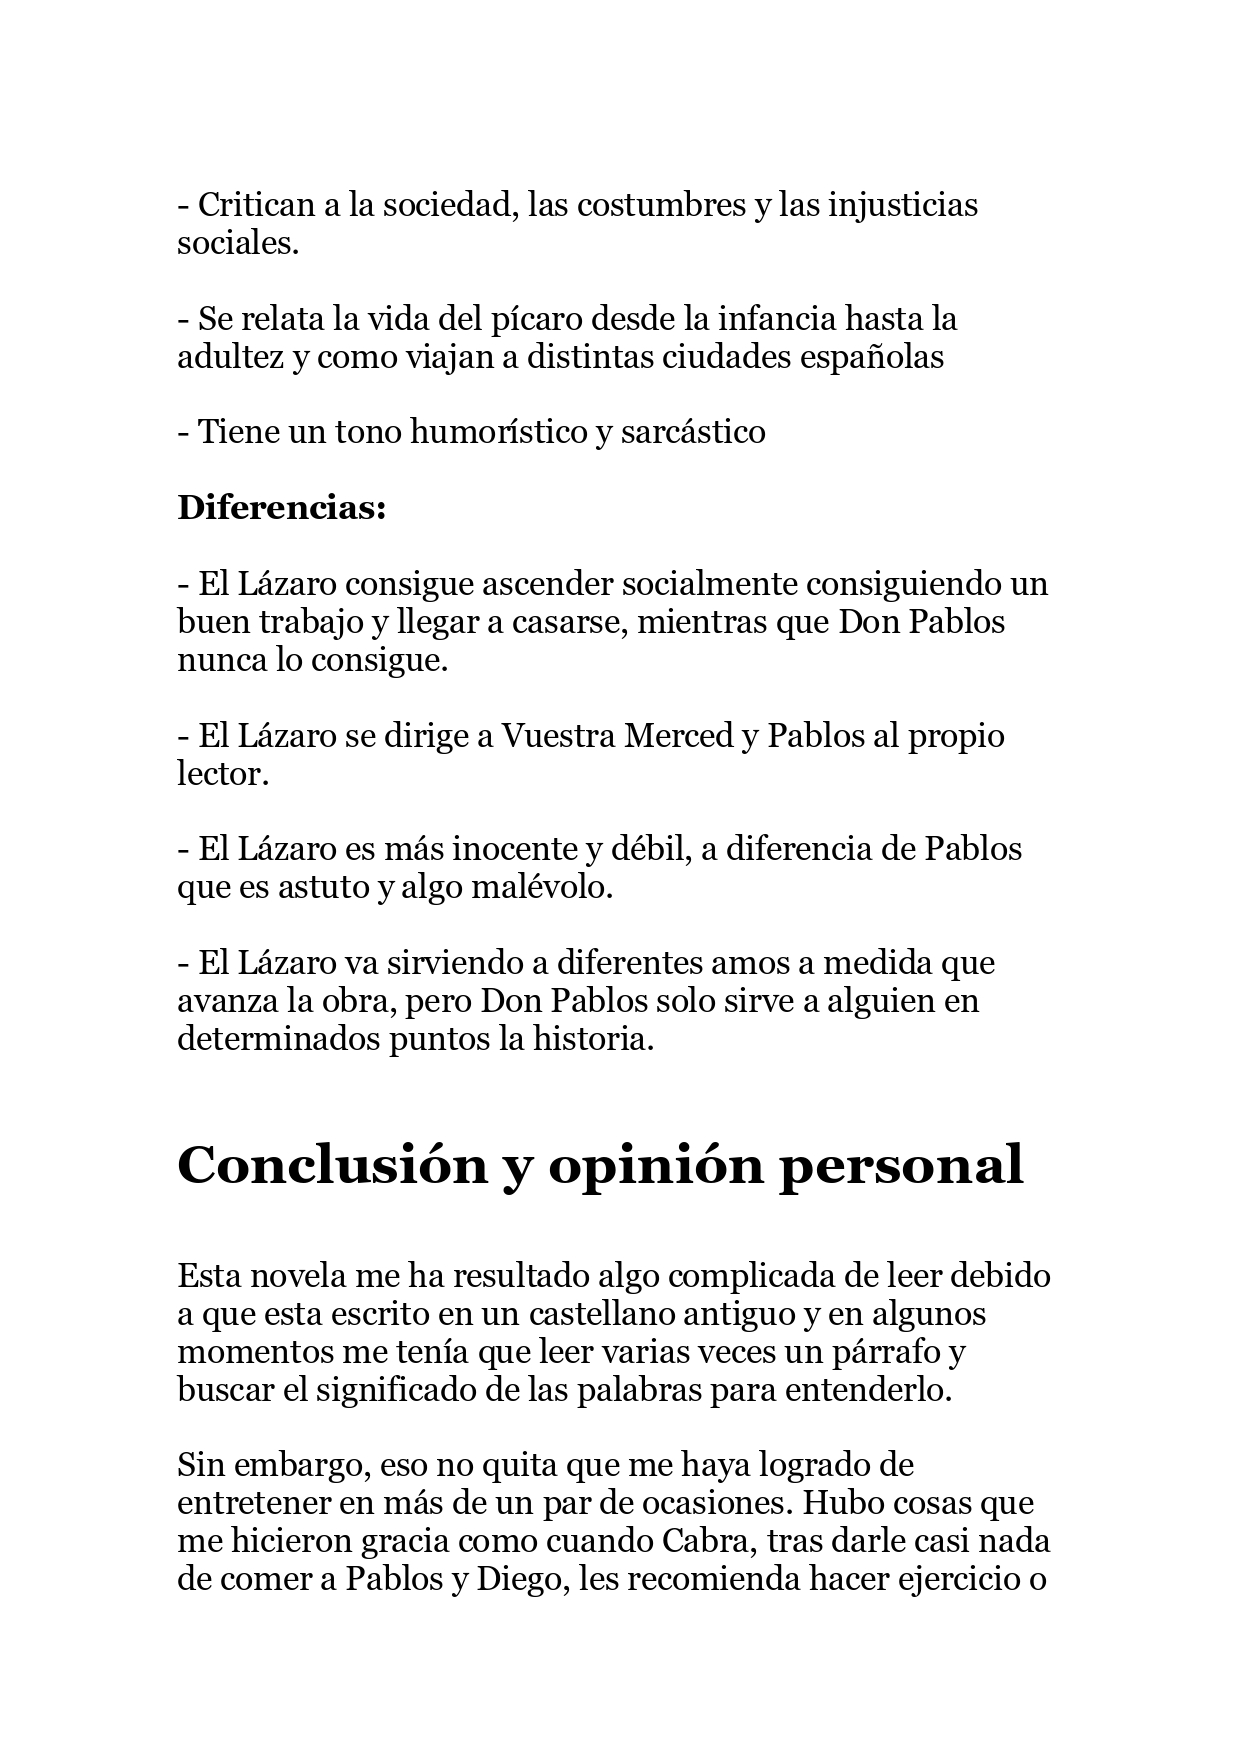 - Critican a la sociedad, las costumbres y las injusticias
sociales.
- Se relata la vida del pícaro desde la infancia hasta la
adultez y como viajan a distintas ciudades españolas
- Tiene un tono humorístico y sarcástico
Diferencias:
- El Lázaro consigue ascender socialmente consiguiendo un
buen trabajo y llegar a casarse, mientras que Don Pablos
nunca lo consigue.
- El Lázaro se dirige a Vuestra Merced y Pablos al propio
lector.
- El Lázaro es más inocente y débil, a diferencia de Pablos
que es astuto y algo malévolo.
- El Lázaro va sirviendo a diferentes amos a medida que
avanza la obra, pero Don Pablos solo sirve a alguien en
determinados puntos la historia.
Conclusión y opinión personal
Esta novela me ha resultado algo complicada de leer debido
a que esta escrito en un castellano antiguo y en algunos
momentos me tenía que leer varias veces un párrafo y
buscar el significado de las palabras para entenderlo.
Sin embargo, eso no quita que me haya logrado de
entretener en más de un par de ocasiones. Hubo cosas que
me hicieron gracia como cuando Cabra, tras darle casi nada
de comer a Pablos y Diego, les recomienda hacer ejercicio o